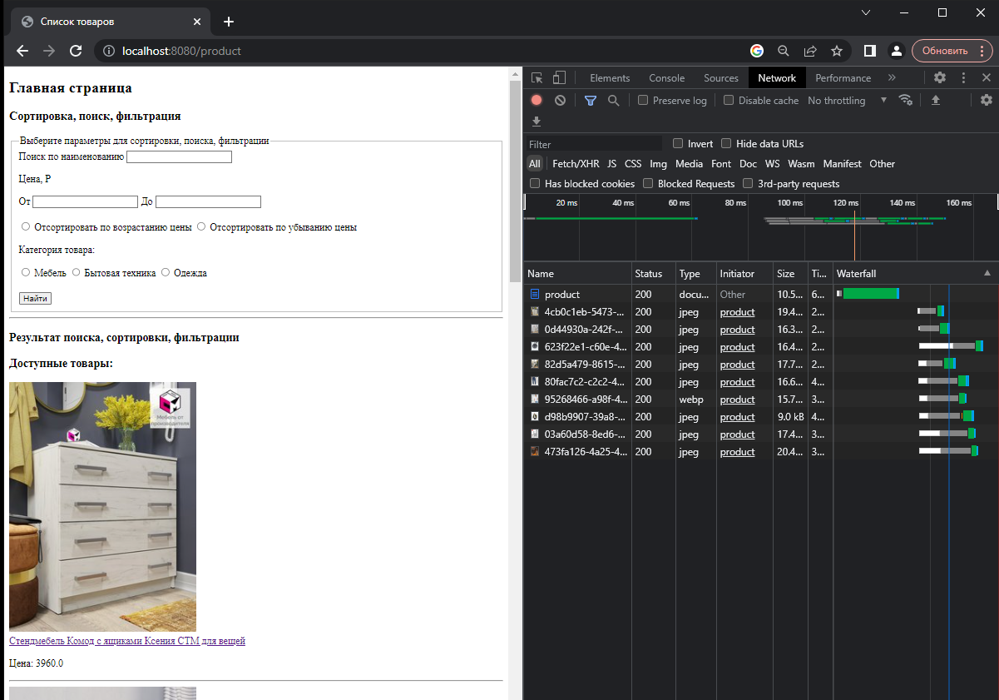 Список товаров
localhost:8080/product
Обновить
Главная страница
Сортировка, поиск, фильтрация
Выберите параметры для сортировки, поиска, фильтрации
Поиск по наименованию
Цена, Р
От До
Отсортировать по возрастанию цены Отсортировать по убыванию цены
Категория товара:
Мебель Бытовая техника Одежда
Найти
Результат поиска, сортировки, фильтрации
Доступные товары:
Мебель от
производителя
Стендмебель Комод с ящиками Ксения СТМ для вещей
Цена: 3960.0
Elements Console Sources Network Performance
Preserve log Disable cache No throttling
Filter Invert Hide data URLs
All Fetch/XHR JS CSS Img Media Font Doc WS Wasm Manifest Other
Has blocked cookies Blocked Requests 3rd-party requests
20 ms 40 ms 60 ms 80 ms 100 ms 120 ms 140 ms 160 ms
Name Status Type Initiator Size Ti... Waterfall
product 200 docu... Other 10.5... 6...
4cb0c1eb-5473-... 200 jpeg product 19.4... 2...
0d44930a-242f-... 200 jpeg product 16.3... 2...
623f22e1-c60e-4... 200 jpeg product 16.4... 2...
82d5a479-8615-... 200 jpeg product 17.7... 2...
80fac7c2-c2c2-4... 200 jpeg product 16.6... 4...
95268466-a98f-4... 200 webp product 15.7... 3...
d98b9907-39a8-... 200 jpeg product 9.0 kB 4...
03a60d58-8ed6-... 200 jpeg product 17.4... 3...
473fa126-4a25-4... 200 jpeg product 20.4... 3...